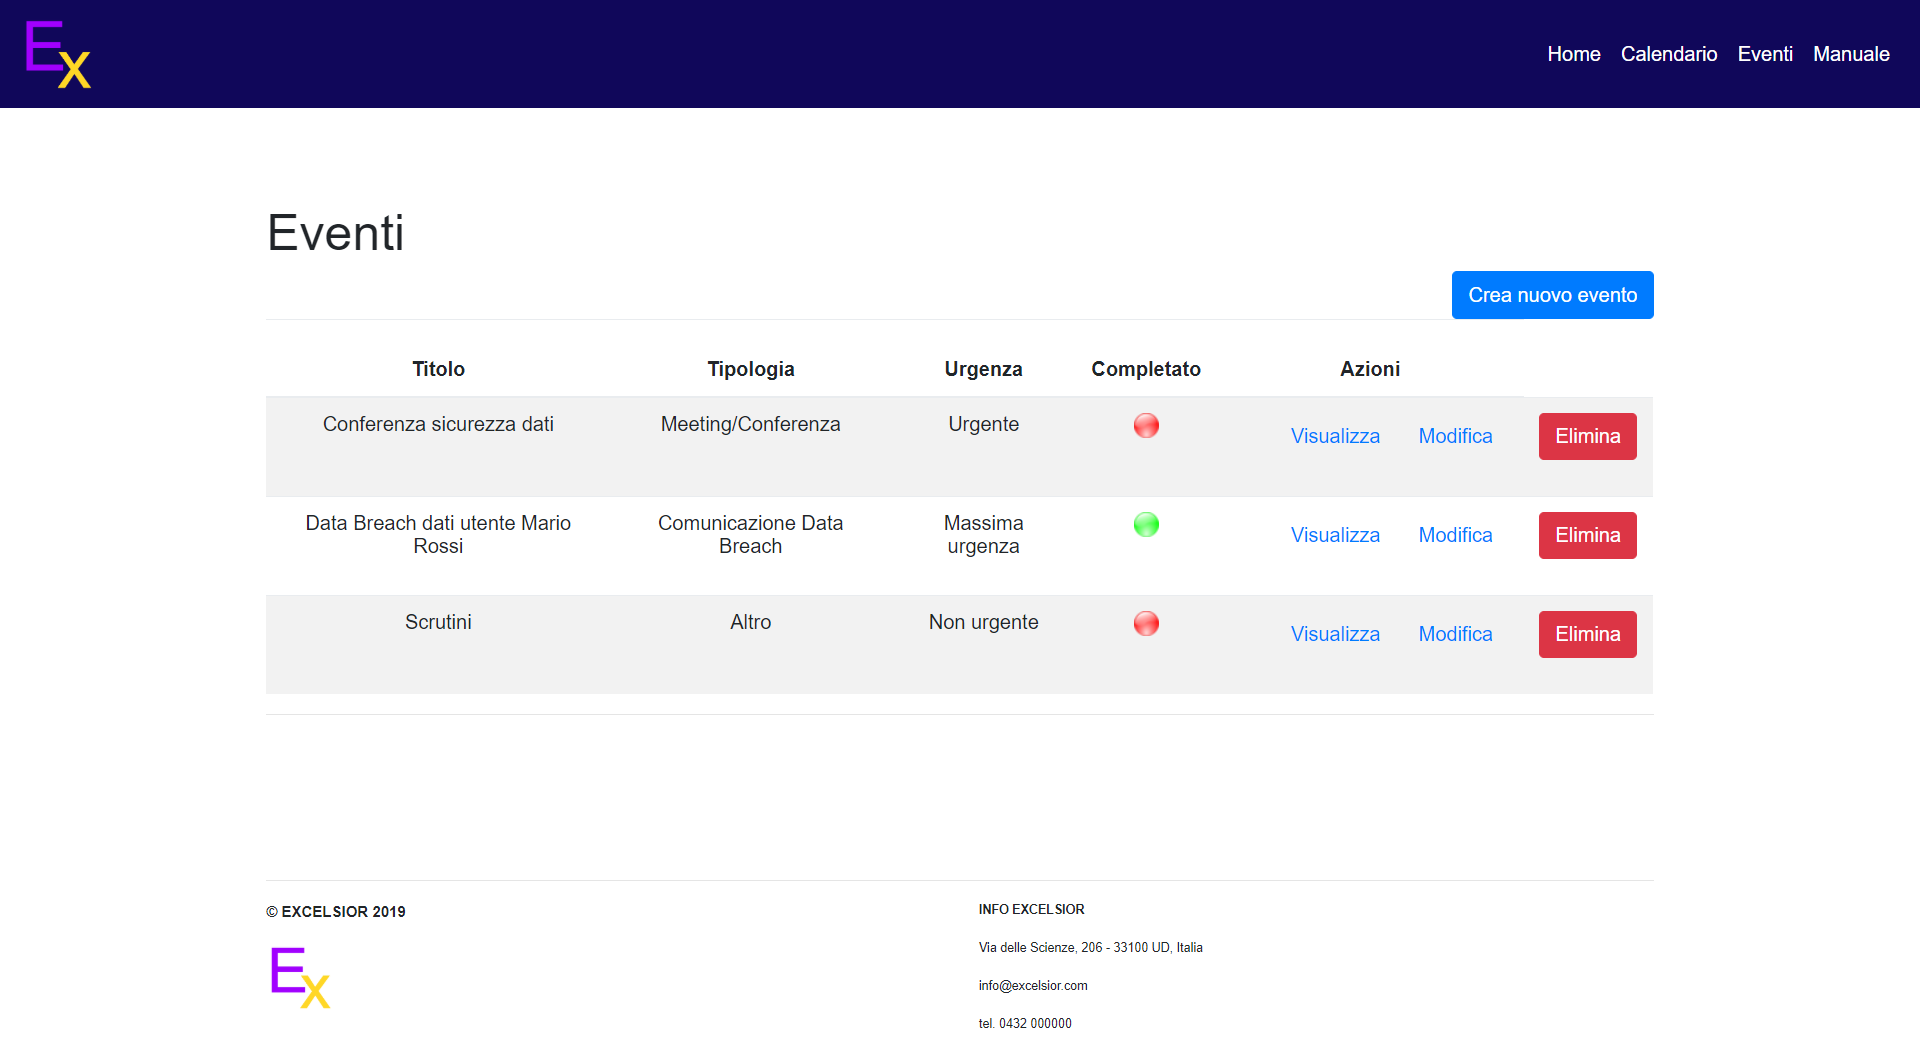 Ex
Home Calendario Eventi Manuale
Eventi
Crea nuovo evento
Titolo Tipologia Urgenza Completato Azioni
Conferenza sicurezza dati Meeting/Conferenza Urgente Visualizza Modifica Elimina
Data Breach dati utente Mario Comunicazione Data Massima Visualizza Modifica Elimina
Rossi Breach urgenza
Scrutini Altro Non urgente Visualizza Modifica Elimina
© EXCELSIOR 2019
Ex
INFO EXCELSIOR
Via delle Scienze, 206 - 33100 UD, Italia
info@excelsior.com
tel. 0432 000000